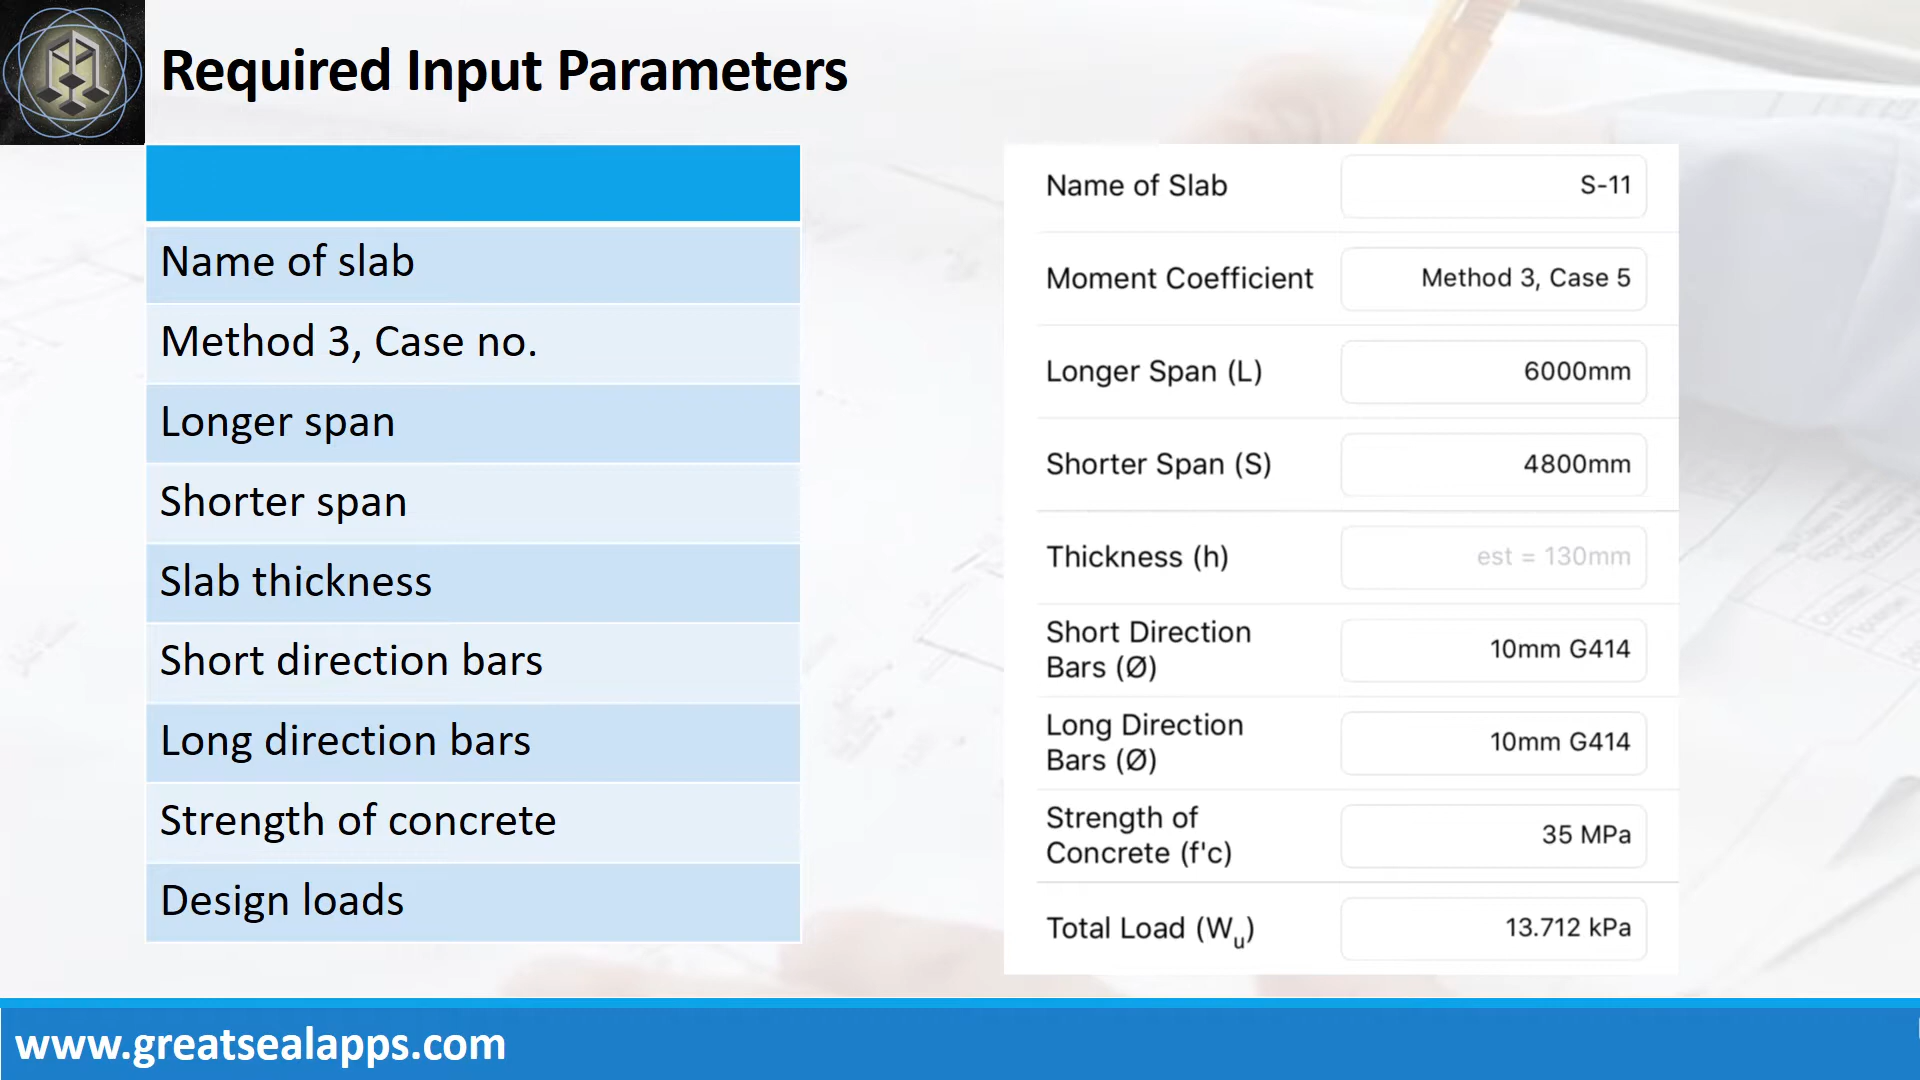 Required Input Parameters
Name of slab
Method 3, Case no.
Longer span
Shorter span
Slab thickness
Short direction bars
Long direction bars
Strength of concrete
Design loads
Name of Slab S-11
Moment Coefficient Method 3, Case 5
Longer Span (L) 6000mm
Shorter Span (S) 4800mm
Thickness (h) est = 130mm
Short Direction
Bars (Ø) 10mm G414
Long Direction
Bars (Ø) 10mm G414
Strength of
Concrete (f'c) 35 MPa
Total Load (Wu) 13.712 kPa
www.greatsealapps.com